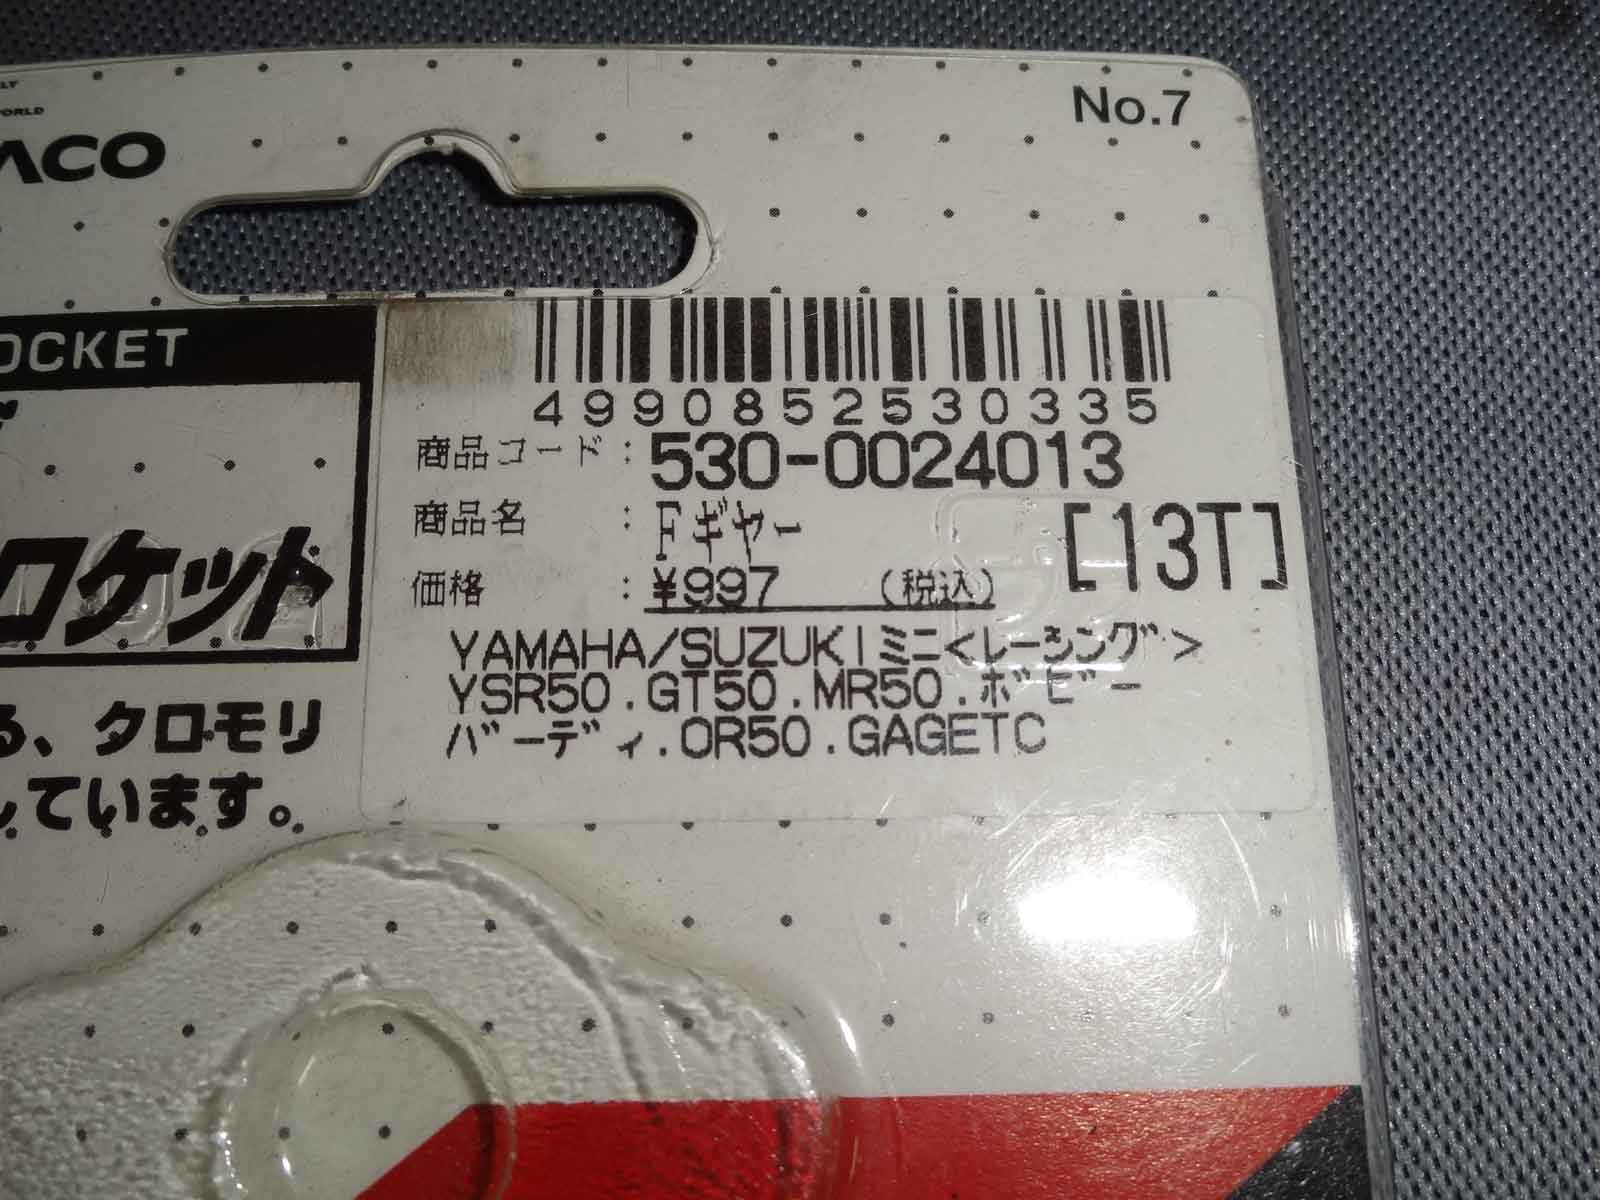 No.7
ACO
OCKET
4990852530335
商品コード：530-0024013
商品名　：Fギヤー [13T]
価格　：¥997 （税込）
ロケット
YAMAHA/SUZUKIミニ<レーシング>
YSR50.GT50.MR50.ボビー
バーディ.OR50.GAGETC
る、タロモリ
しています。